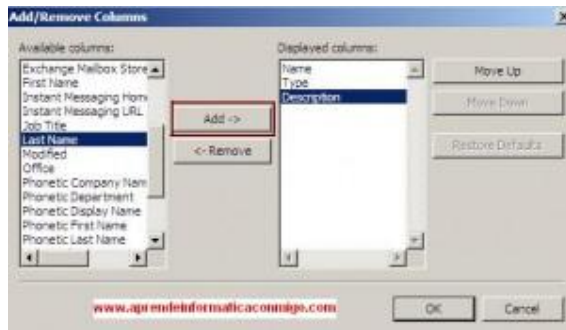 Add/Remove Columns
Available columns:
Displayed columns:
Exchange Mailbox Store
First Name
Instant Messaging Hom
Instant Messaging URL
Job Title
Last Name
Modified
Office
Phonetic Company Nam
Phonetic Department
Phonetic Display Name
Phonetic First Name
Phonetic Last Name
Add ->
<- Remove
Name
Type
Description
Move Up
Move Down
Restore Defaults
www.aprendeinformaticaconmigo.com
OK
Cancel